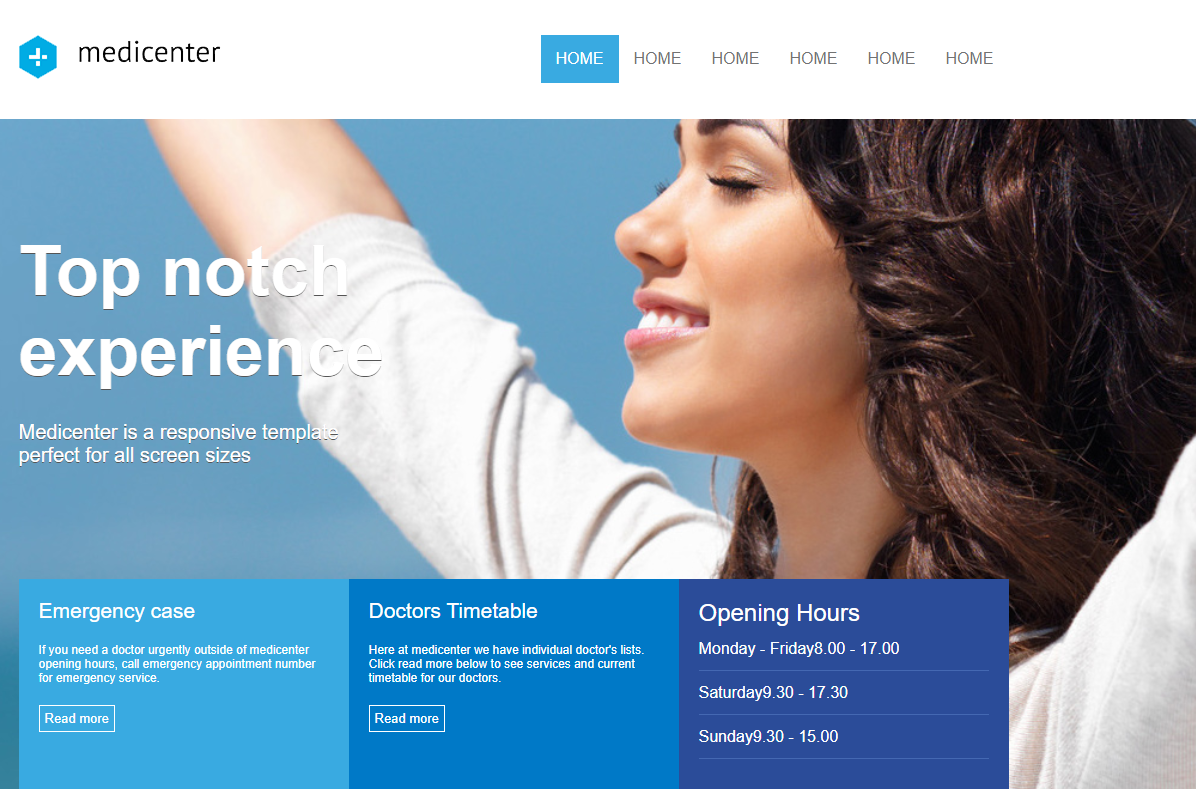 medicenter
HOME HOME HOME HOME HOME HOME
Top notch
experience
Medicenter is a responsive template
perfect for all screen sizes
Emergency case
If you need a doctor urgently outside of medicenter
opening hours, call emergency appointment number
for emergency service.
Read more
Doctors Timetable
Here at medicenter we have individual doctor's lists.
Click read more below to see services and current
timetable for our doctors.
Read more
Opening Hours
Monday - Friday8.00 - 17.00
Saturday9.30 - 17.30
Sunday9.30 - 15.00